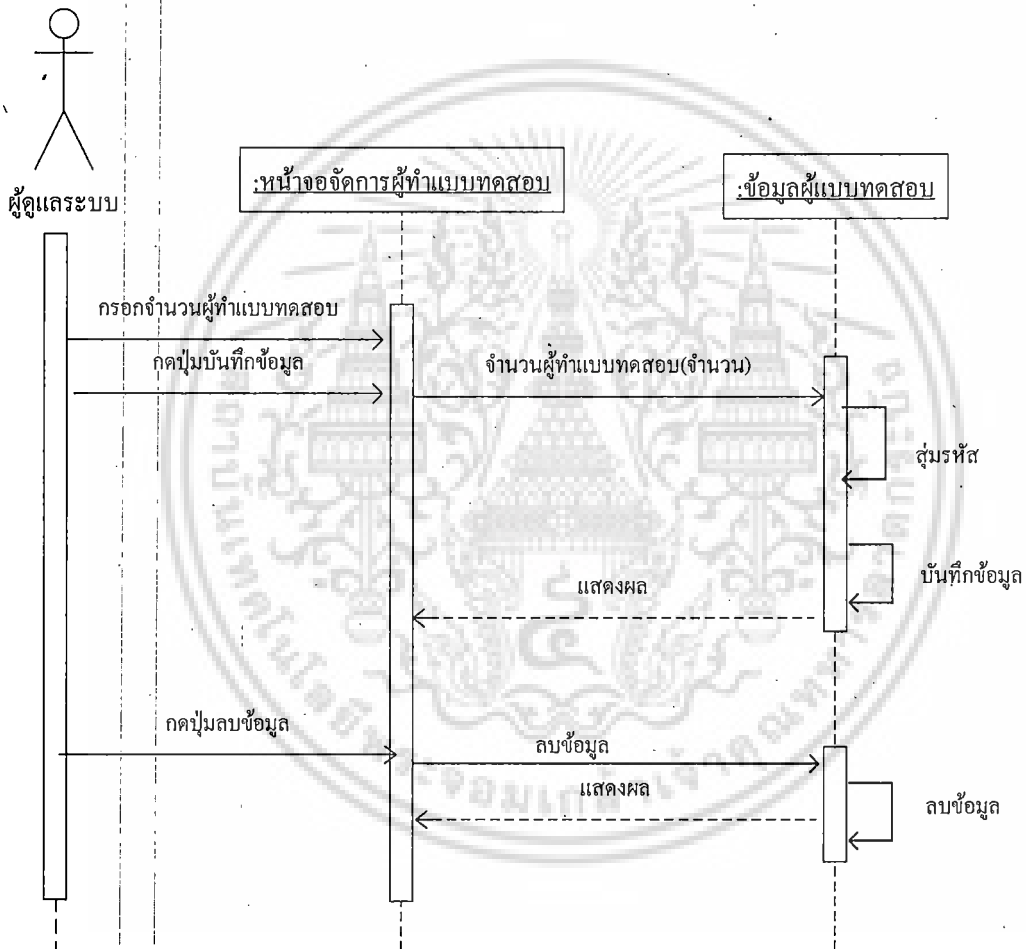 ผู้ดูแลระบบ
:หน้าจอจัดการผู้ทำแบบทดสอบ
:ข้อมูลผู้แบบทดสอบ
กรอกจำนวนผู้ทำแบบทดสอบ
กดปุ่มบันทึกข้อมูล
จำนวนผู้ทำแบบทดสอบ(จำนวน)
สุ่มรหัส
บันทึกข้อมูล
แสดงผล
กดปุ่มลบข้อมูล
ลบข้อมูล
แสดงผล
ลบข้อมูล